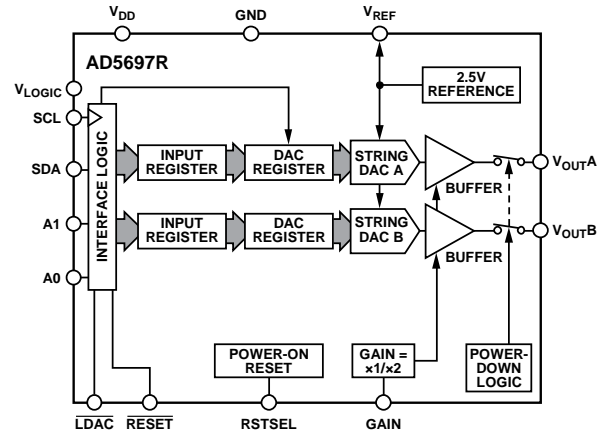 VDD
GND
VREF
AD5697R
2.5V
REFERENCE
VLOGIC
SCL
SDA
A1
A0
INTERFACE LOGIC
INPUT
REGISTER
DAC
REGISTER
STRING
DAC A
BUFFER
VOUTA
INPUT
REGISTER
DAC
REGISTER
STRING
DAC B
BUFFER
VOUTB
POWER-ON
RESET
GAIN =
×1/×2
POWER-
DOWN
LOGIC
LDAC
RESET
RSTSEL
GAIN